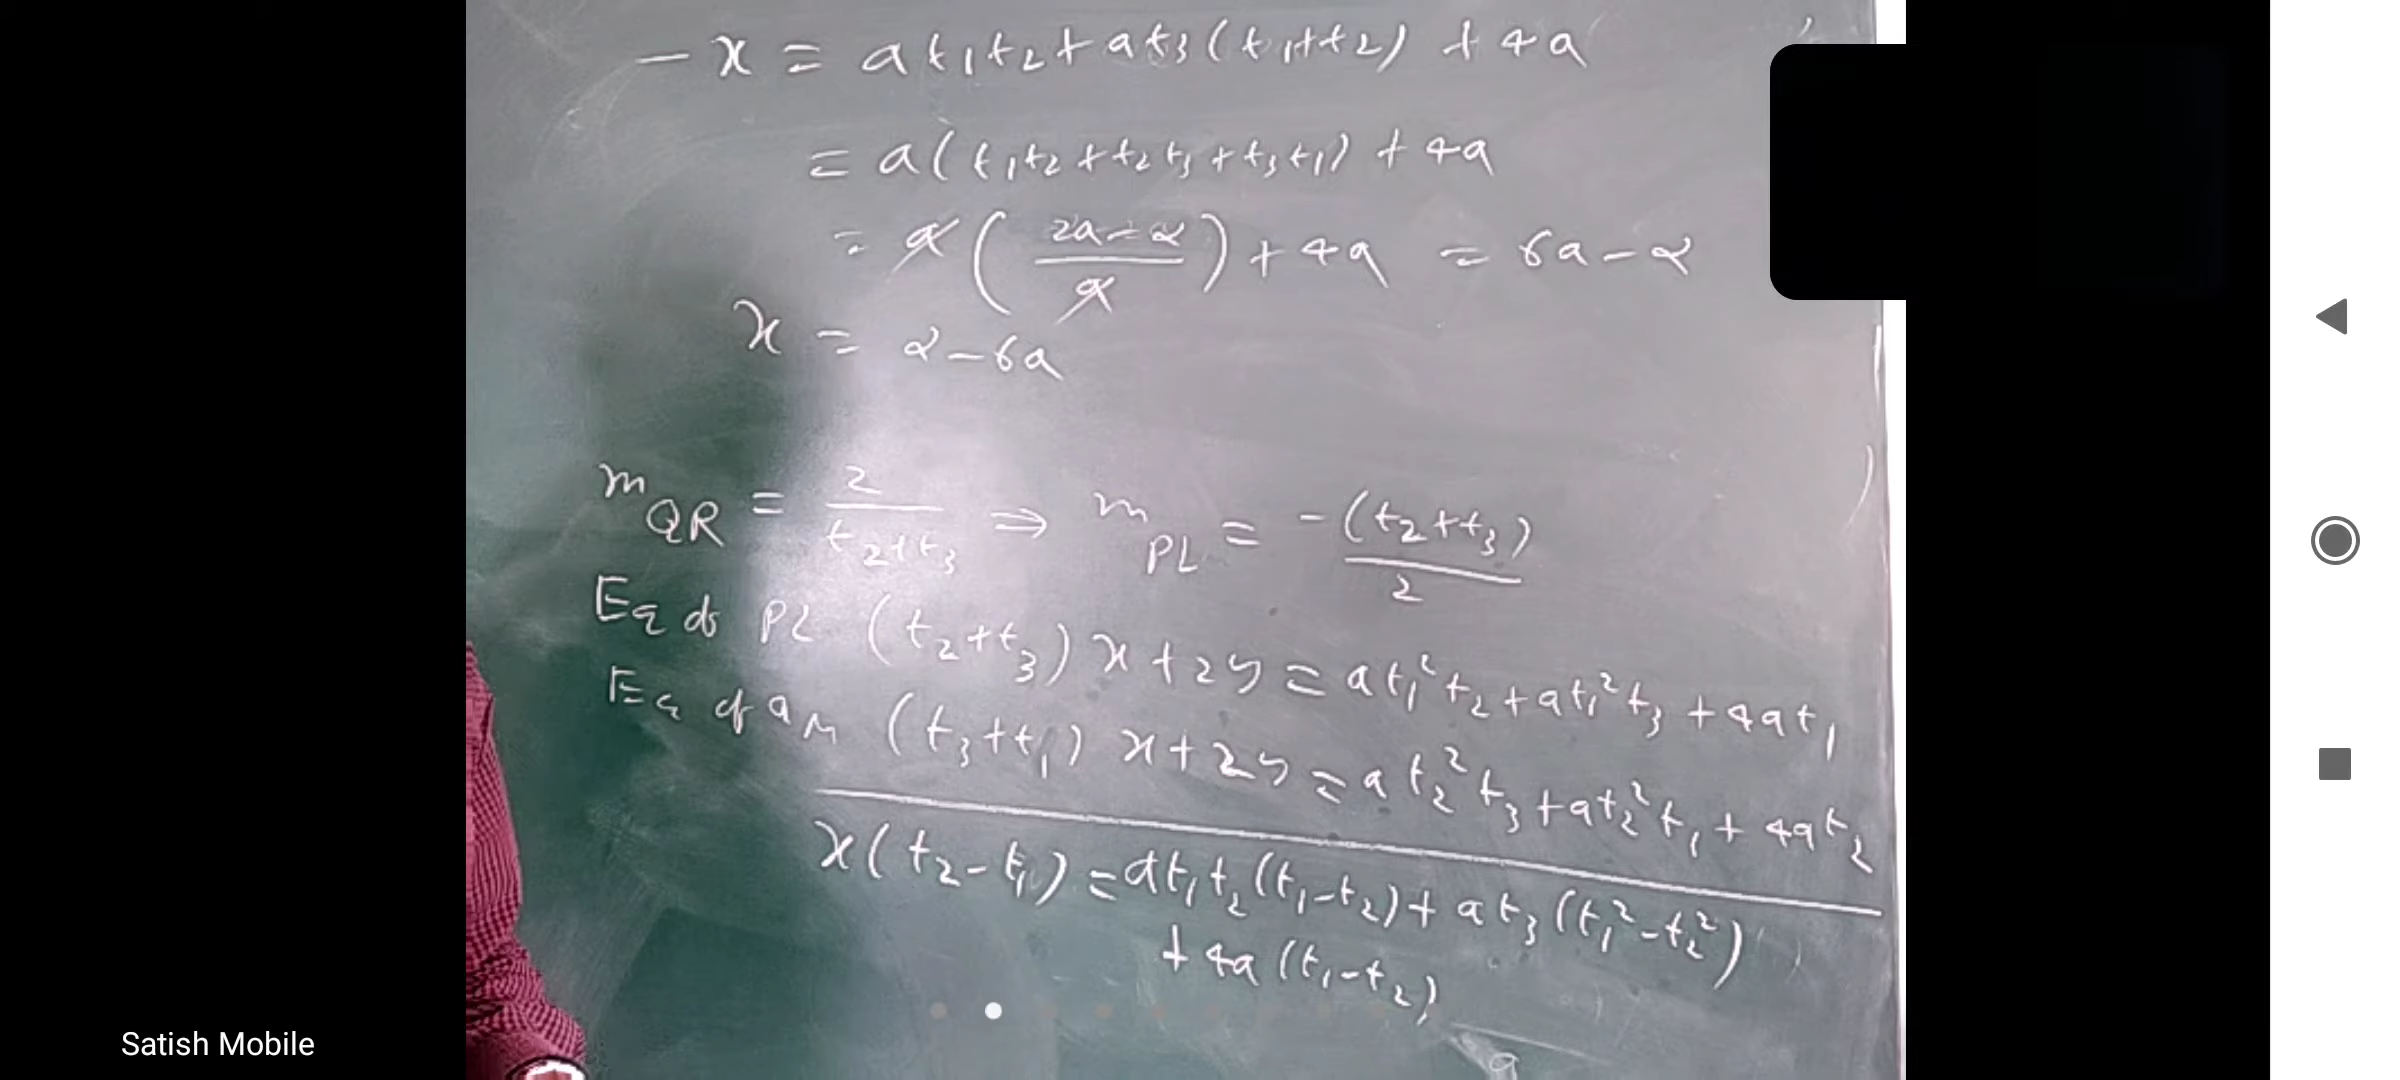 - x = at₁t₂ + at₃(t₁+t₂) + 4a
= a(t₁t₂ + t₂t₃ + t₃t₁) + 4a
= a((2a-α)/a) + 4a = 6a-α
x = α-6a
m_QR = 2/(t₂+t₃) ⇒ m_PL = -(t₂+t₃)/2
Eq of PL (t₂+t₃)x+2y = at₁²t₂+at₁²t₃+4at₁
Eq of QM (t₃+t₁)x+2y = at₂²t₃+at₂²t₁+4at₂
x(t₂-t₁) = at₁t₂(t₁-t₂)+at₃(t₁²-t₂²)
+4a(t₁-t₂)
Satish Mobile